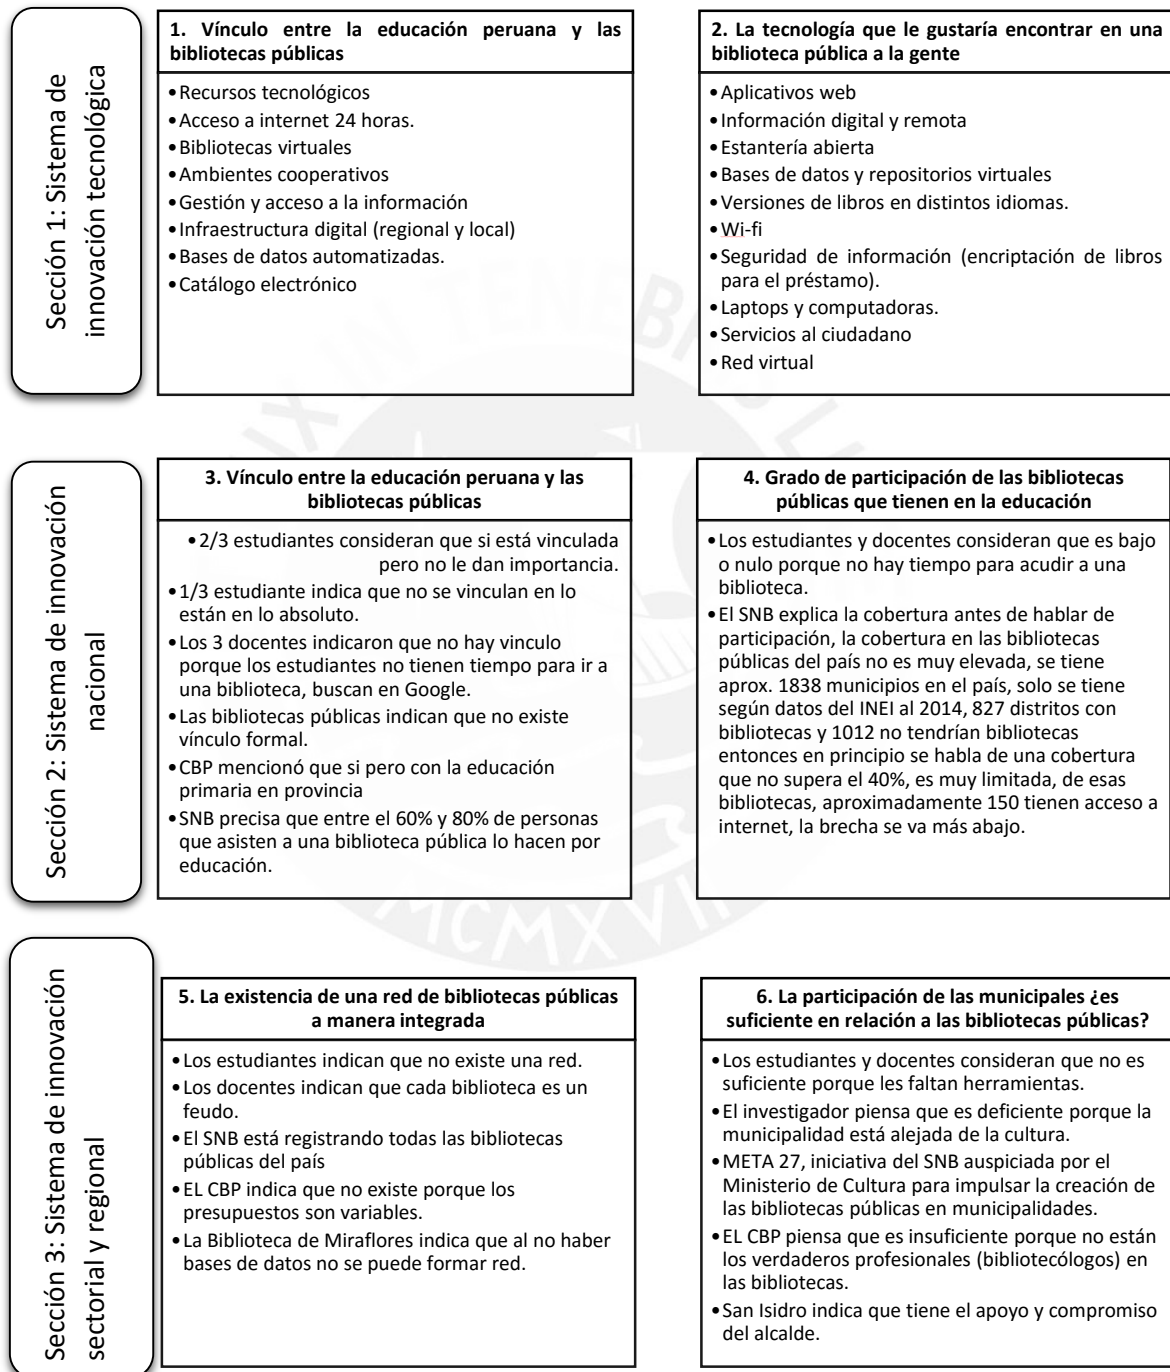 Sección 1: Sistema de
innovación tecnológica
1. Vínculo entre la educación peruana y las
bibliotecas públicas
•Recursos tecnológicos
•Acceso a internet 24 horas.
•Bibliotecas virtuales
•Ambientes cooperativos
•Gestión y acceso a la información
•Infraestructura digital (regional y local)
•Bases de datos automatizadas.
•Catálogo electrónico
2. La tecnología que le gustaría encontrar en una
biblioteca pública a la gente
•Aplicativos web
•Información digital y remota
•Estantería abierta
•Bases de datos y repositorios virtuales
•Versiones de libros en distintos idiomas.
•Wi-fi
•Seguridad de información (encriptación de libros
para el préstamo).
•Laptops y computadoras.
•Servicios al ciudadano
•Red virtual
Sección 2: Sistema de innovación
nacional
3. Vínculo entre la educación peruana y las
bibliotecas públicas
•2/3 estudiantes consideran que si está vinculada
pero no le dan importancia.
•1/3 estudiante indica que no se vinculan en lo
están en lo absoluto.
•Los 3 docentes indicaron que no hay vinculo
porque los estudiantes no tienen tiempo para ir a
una biblioteca, buscan en Google.
•Las bibliotecas públicas indican que no existe
vínculo formal.
•CBP mencionó que si pero con la educación
primaria en provincia
•SNB precisa que entre el 60% y 80% de personas
que asisten a una biblioteca pública lo hacen por
educación.
4. Grado de participación de las bibliotecas
públicas que tienen en la educación
•Los estudiantes y docentes consideran que es bajo
o nulo porque no hay tiempo para acudir a una
biblioteca.
•El SNB explica la cobertura antes de hablar de
participación, la cobertura en las bibliotecas
públicas del país no es muy elevada, se tiene
aprox. 1838 municipios en el país, solo se tiene
según datos del INEI al 2014, 827 distritos con
bibliotecas y 1012 no tendrían bibliotecas
entonces en principio se habla de una cobertura
que no supera el 40%, es muy limitada, de esas
bibliotecas, aproximadamente 150 tienen acceso a
internet, la brecha se va más abajo.
Sección 3: Sistema de innovación
sectorial y regional
5. La existencia de una red de bibliotecas públicas
a manera integrada
•Los estudiantes indican que no existe una red.
•Los docentes indican que cada biblioteca es un
feudo.
•El SNB está registrando todas las bibliotecas
públicas del país
•EL CBP indica que no existe porque los
presupuestos son variables.
•La Biblioteca de Miraflores indica que al no haber
bases de datos no se puede formar red.
6. La participación de las municipales ¿es
suficiente en relación a las bibliotecas públicas?
•Los estudiantes y docentes consideran que no es
suficiente porque les faltan herramientas.
•El investigador piensa que es deficiente porque la
municipalidad está alejada de la cultura.
•META 27, iniciativa del SNB auspiciada por el
Ministerio de Cultura para impulsar la creación de
las bibliotecas públicas en municipalidades.
•EL CBP piensa que es insuficiente porque no están
los verdaderos profesionales (bibliotecólogos) en
las bibliotecas.
•San Isidro indica que tiene el apoyo y compromiso
del alcalde.